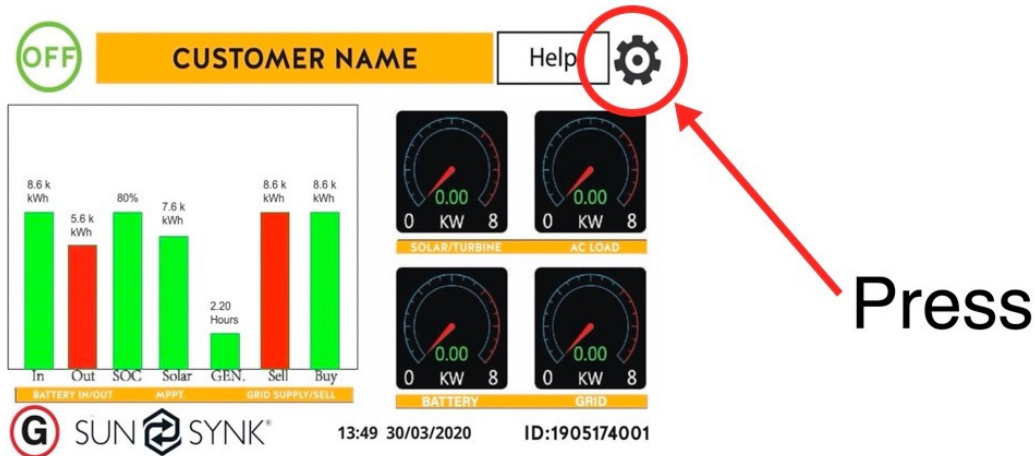 OFF
CUSTOMER NAME
Help
Press
8.6 k
kWh
5.6 k
kWh
80%
7.6 k
kWh
2.20
Hours
8.6 k
kWh
8.6 k
kWh
In Out SOC Solar GEN. Sell Buy
BATTERY IN/OUT MPPT. GRID SUPPLY/SELL
0.00
0 KW 8
SOLAR/TURBINE
0.00
0 KW 8
AC LOAD
0.00
0 KW 8
BATTERY
0.00
0 KW 8
GRID
G SUN SYNK®
13:49 30/03/2020 ID:1905174001